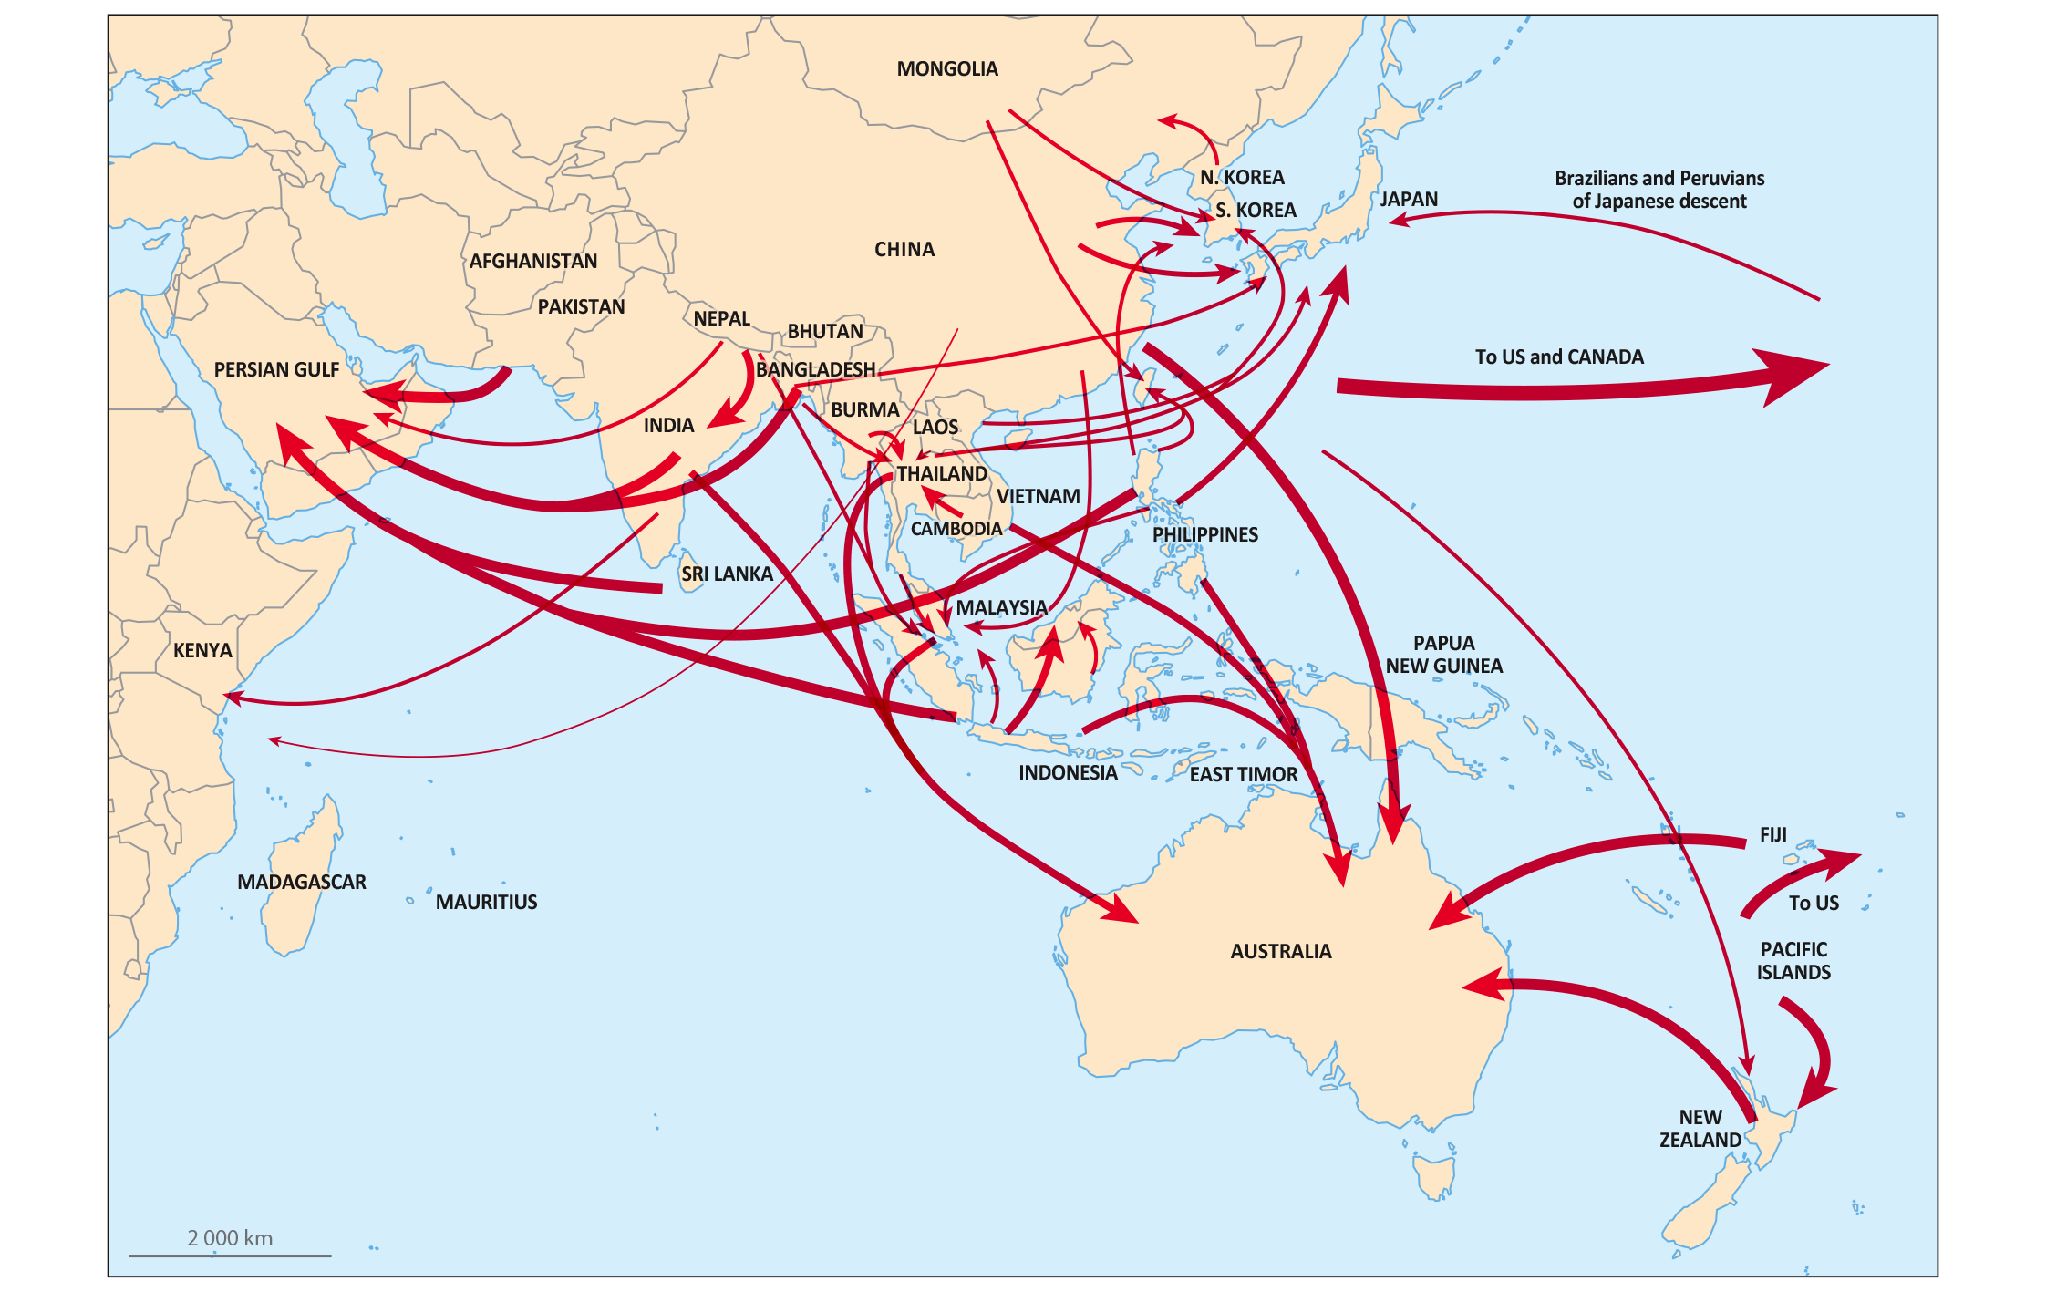 MONGOLIA
N. KOREA
Brazilians and Peruvians
of Japanese descent
JAPAN
S. KOREA
CHINA
AFGHANISTAN
PAKISTAN
NEPAL
BHUTAN
To US and CANADA
PERSIAN GULF
BANGLADESH
BURMA
INDIA
LAOS
THAILAND
VIETNAM
CAMBODIA
PHILIPPINES
SRI LANKA
MALAYSIA
KENYA
PAPUA
NEW GUINEA
INDONESIA
EAST TIMOR
FIJI
MADAGASCAR
MAURITIUS
To US
AUSTRALIA
PACIFIC
ISLANDS
NEW
ZEALAND
2 000 km